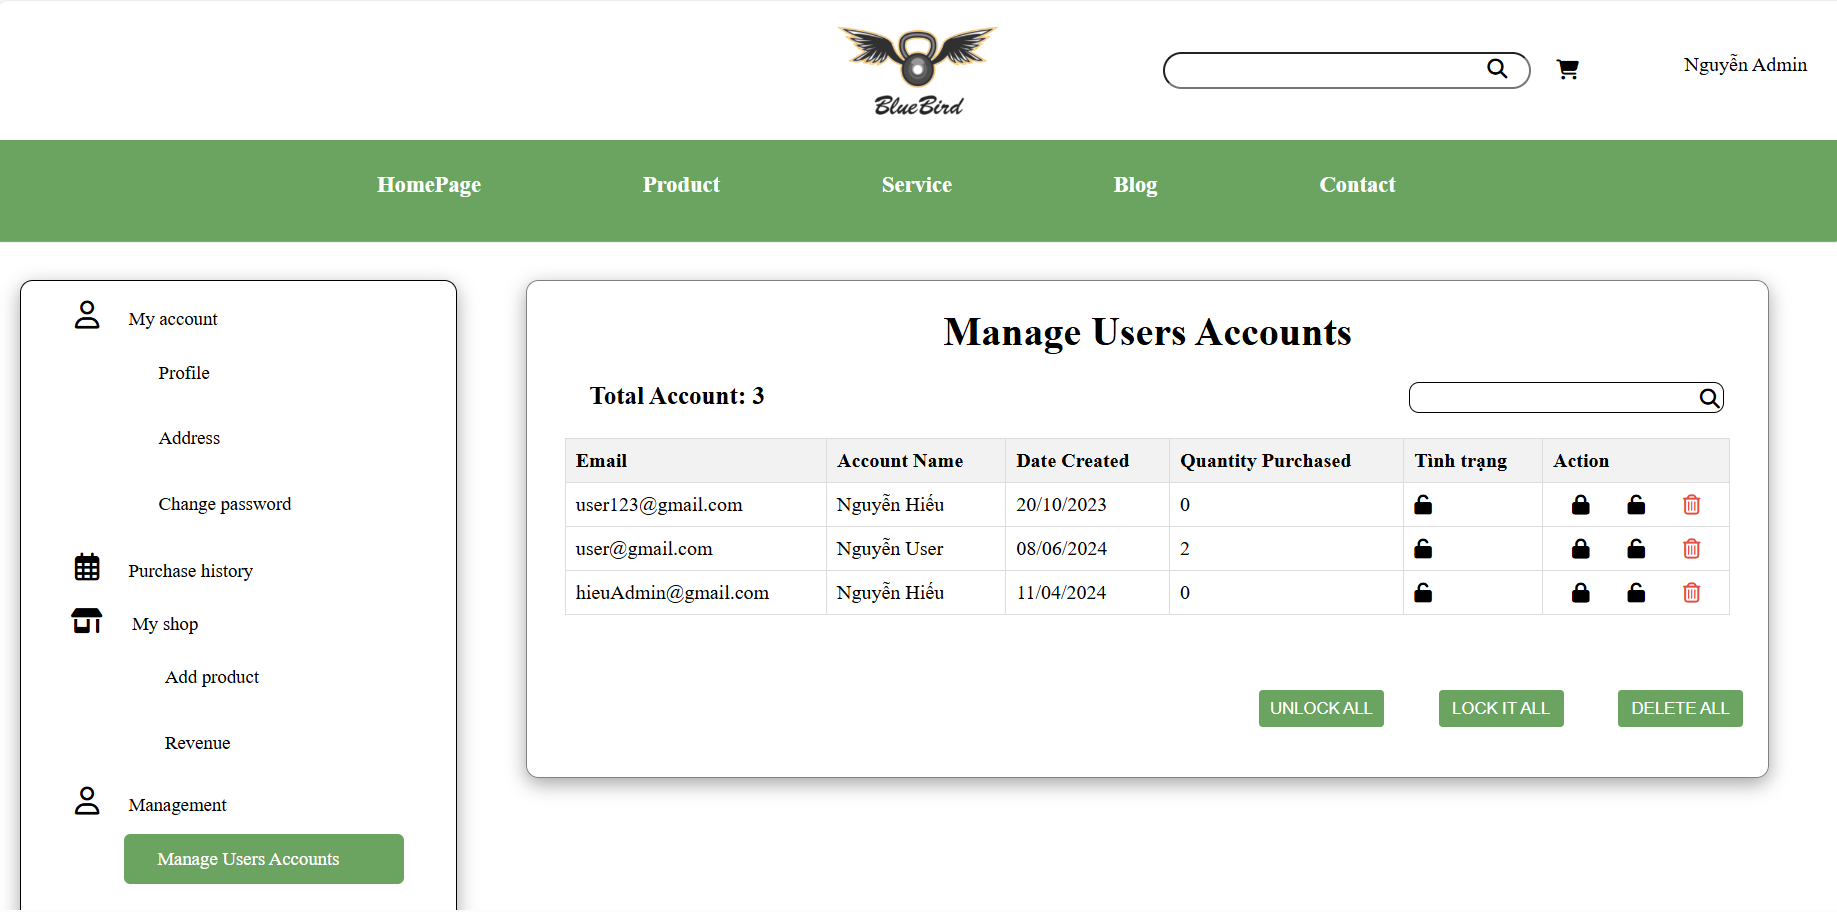 BlueBird
Nguyễn Admin
HomePage Product Service Blog Contact
My account
Profile
Address
Change password
Purchase history
My shop
Add product
Revenue
Management
Manage Users Accounts
Manage Users Accounts
Total Account: 3
Email Account Name Date Created Quantity Purchased Tình trạng Action
user123@gmail.com Nguyễn Hiếu 20/10/2023 0
user@gmail.com Nguyễn User 08/06/2024 2
hieuAdmin@gmail.com Nguyễn Hiếu 11/04/2024 0
UNLOCK ALL LOCK IT ALL DELETE ALL